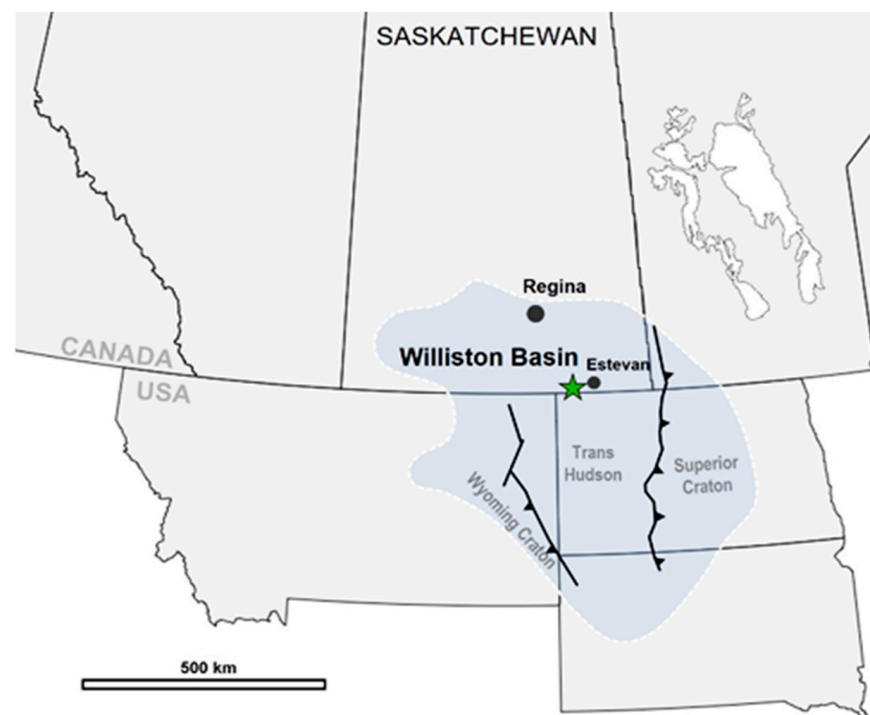 SASKATCHEWAN
Regina
CANADA
USA
Williston Basin
Estevan
Trans
Hudson
Superior
Craton
Wyoming Craton
500 km